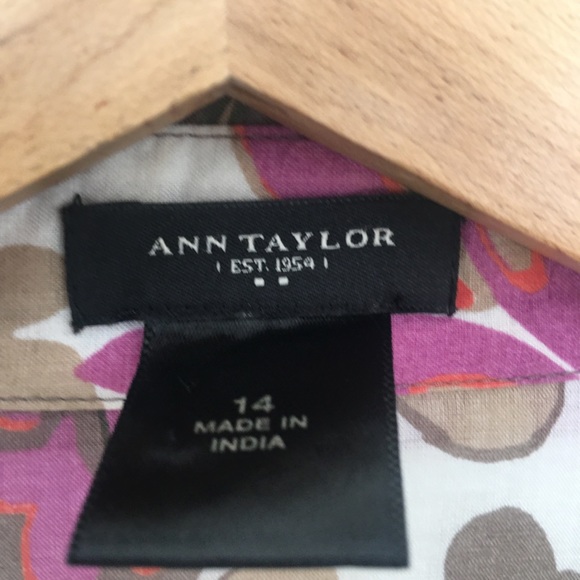 ANN TAYLOR
EST. 1954
14
MADE IN
INDIA